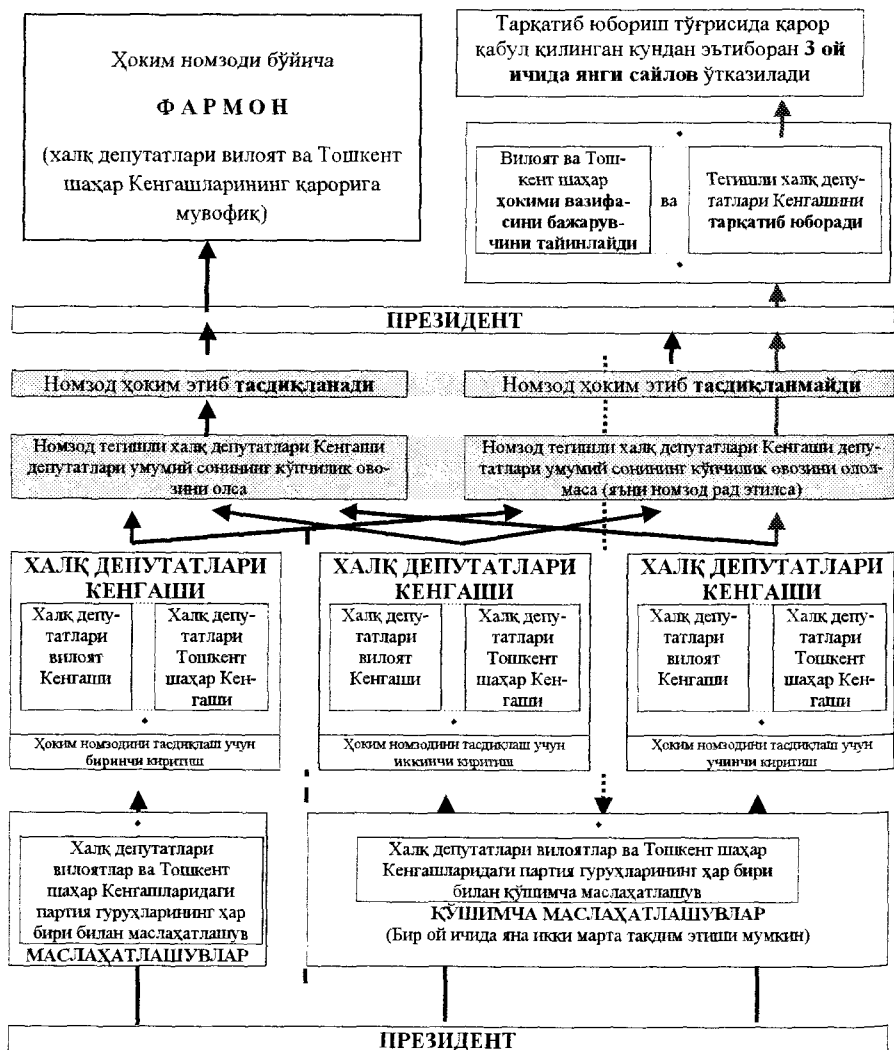 Ҳоким номзоди бўйича
ФАРМОН
(халқ депутатлари вилоят ва Тошкент
шаҳар Кенгашларининг қарорига
мувофиқ)
Тарқатиб юбориш тўғрисида қарор
қабул қилинган кундан эътиборан 3 ой
ичида янги сайлов ўтказилади
Вилоят ва Тош-
кент шаҳар
ҳокими вазифа-
сини бажарув-
чини тайинлайди
ва
Тегишли халқ депу-
татлари Кенгашини
тарқатиб юборади
ПРЕЗИДЕНТ
Номзод ҳоким этиб тасдиқланади
Номзод ҳоким этиб тасдиқланмайди
Номзод тегишли халқ депутатлари Кенгаши
депутатлари умумий сонининг кўпчилик ово-
зини олса
Номзод тегишли халқ депутатлари Кенгаши депу-
татлари умумий сонининг кўпчилик овозини олол-
маса (яъни номзод рад этилса)
ХАЛҚ ДЕПУТАТЛАРИ
КЕНГАШИ
Халқ депу-
татлари
вилоят
Кенгаши
Халқ депу-
татлари
Тошкент
шаҳар Кен-
гаши
Ҳоким номзодини тасдиқлаш учун
биринчи киритиш
ХАЛҚ ДЕПУТАТЛАРИ
КЕНГАШИ
Халқ депу-
татлари
вилоят
Кенгаши
Халқ депу-
татлари
Тошкент
шаҳар Кен-
гаши
Ҳоким номзодини тасдиқлаш учун
иккинчи киритиш
ХАЛҚ ДЕПУТАТЛАРИ
КЕНГАШИ
Халқ депу-
татлари
вилоят
Кенгаши
Халқ депу-
татлари
Тошкент
шаҳар Кен-
гаши
Ҳоким номзодини тасдиқлаш учун
учинчи киритиш
Халқ депутатлари
вилоятлар ва Тошкент
шаҳар Кенгашларидаги
партия гуруҳларининг ҳар
бири билан маслаҳатлашув
МАСЛАҲАТЛАШУВЛАР
Халқ депутатлари вилоятлар ва Тошкент шаҳар
Кенгашларидаги партия гуруҳларининг ҳар бири
билан қўшимча маслаҳатлашув
ҚЎШИМЧА МАСЛАҲАТЛАШУВЛАР
(Бир ой ичида яна икки марта тақдим этиши мумкин)
ПРЕЗИДЕНТ